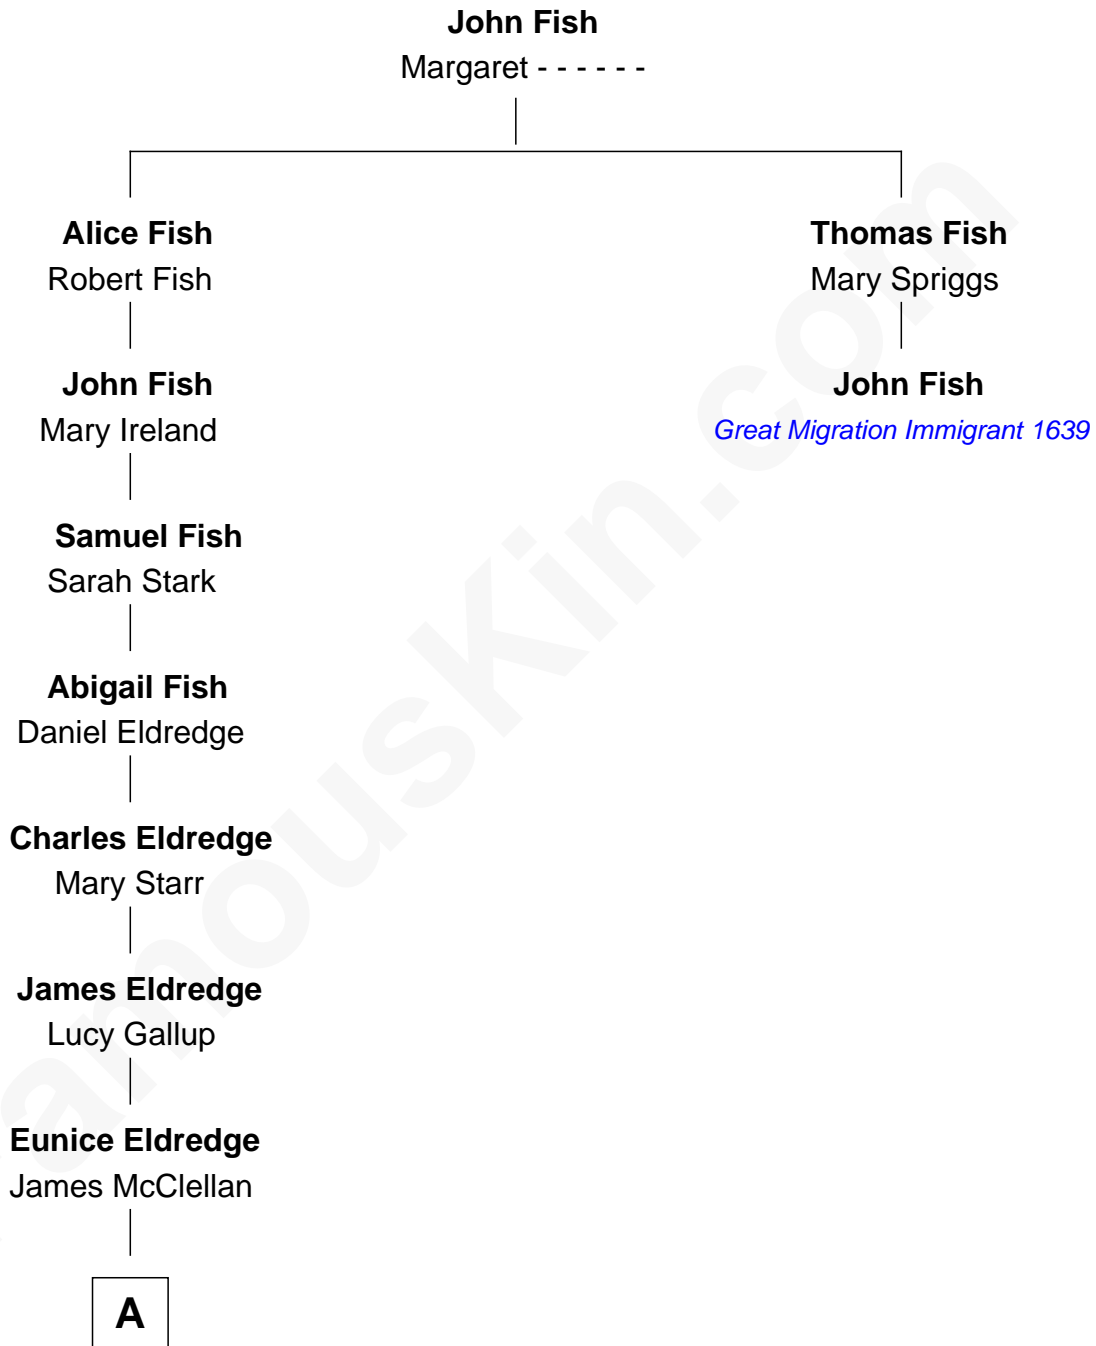 John Fish
Margaret - - - - - -
Alice Fish
Robert Fish
Thomas Fish
Mary Spriggs
John Fish
Mary Ireland
John Fish
Great Migration Immigrant 1639
Samuel Fish
Sarah Stark
Abigail Fish
Daniel Eldredge
Charles Eldredge
Mary Starr
James Eldredge
Lucy Gallup
Eunice Eldredge
James McClellan
A
amousKin.com